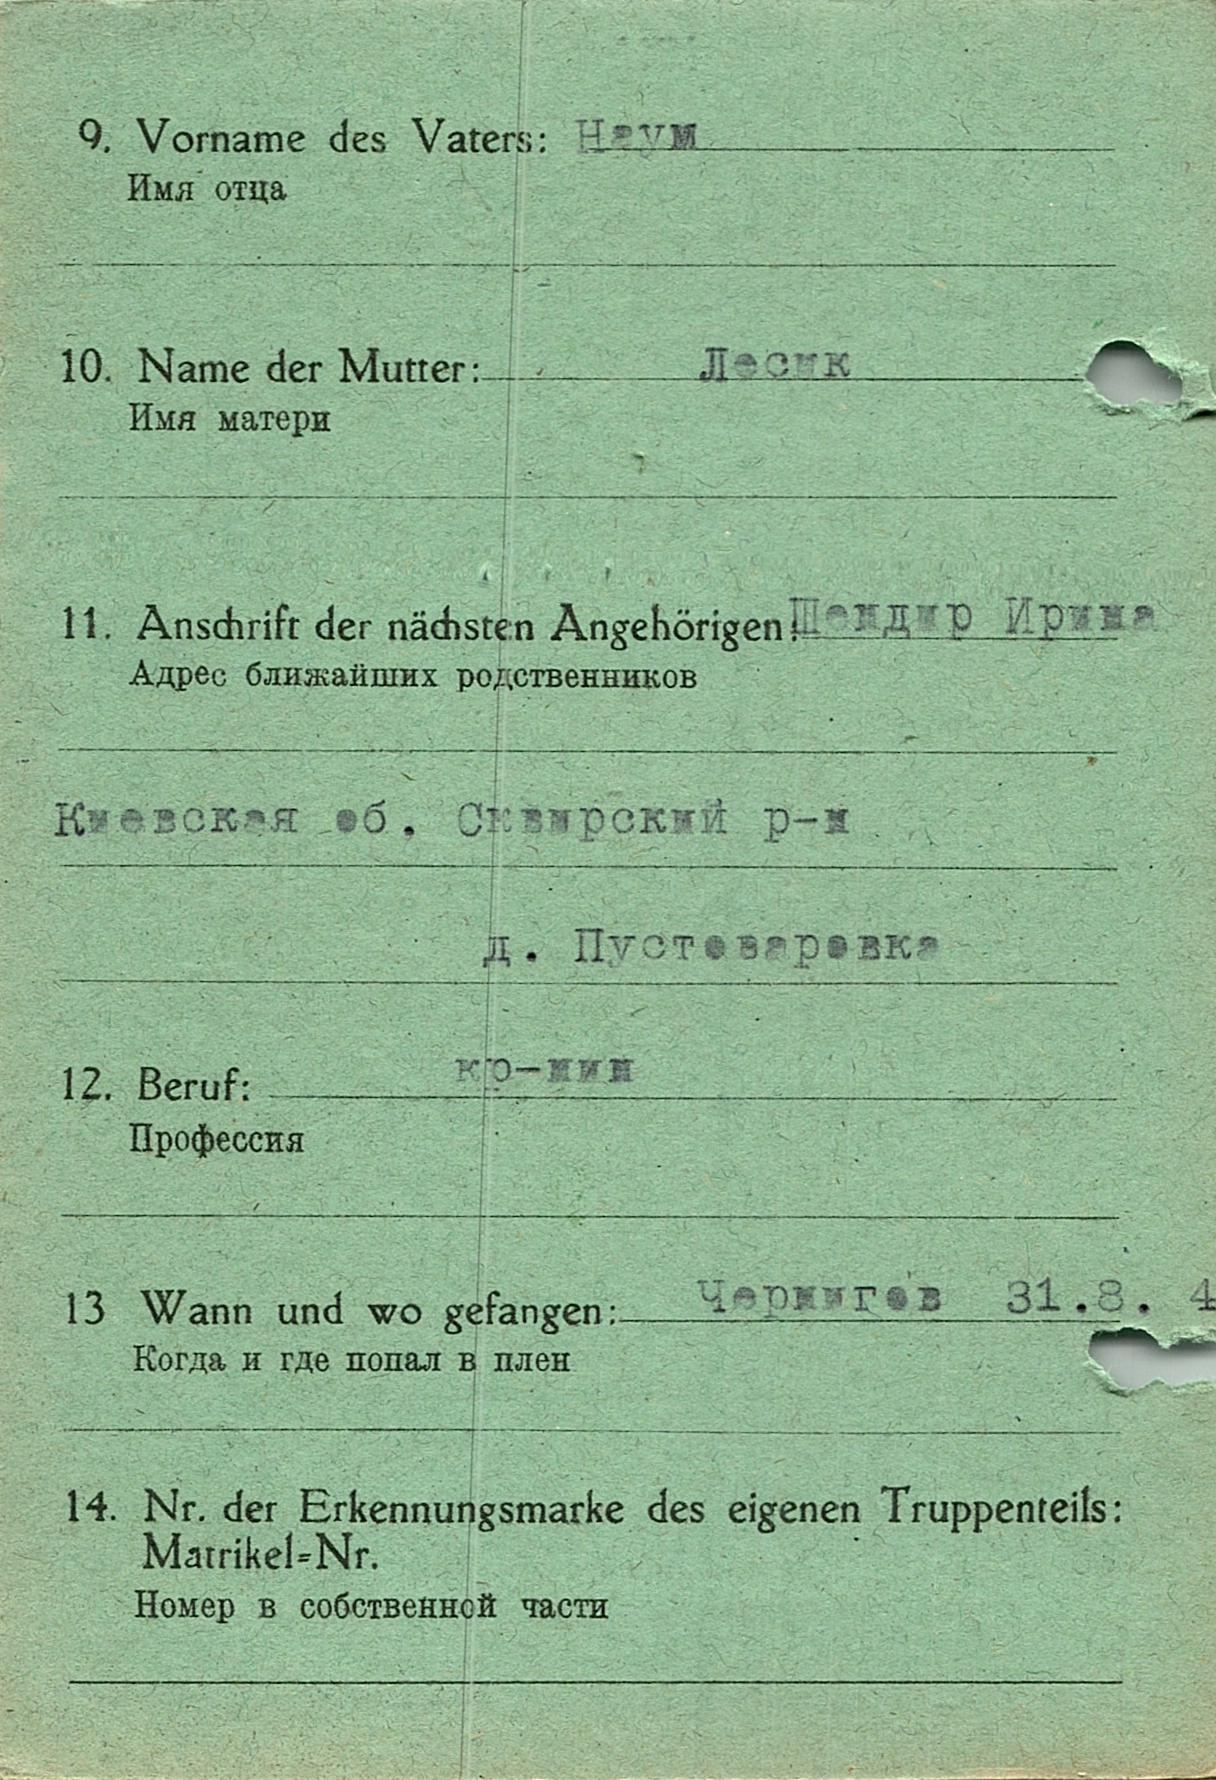 9. Vorname des Vaters: Наум
Имя отца
10. Name der Mutter: Лесик
Имя матери
11. Anschrift der nächsten Angehörigen: Шендир Ирина
Адрес ближайших родственников
Киевская об. Сквирский р-н
д. Пустоваровка
12. Beruf: кр-нин
Профессия
13 Wann und wo gefangen: Чернигов 31.8. 4
Когда и где попал в плен
14. Nr. der Erkennungsmarke des eigenen Truppenteils:
Matrikel=Nr.
Номер в собственной части